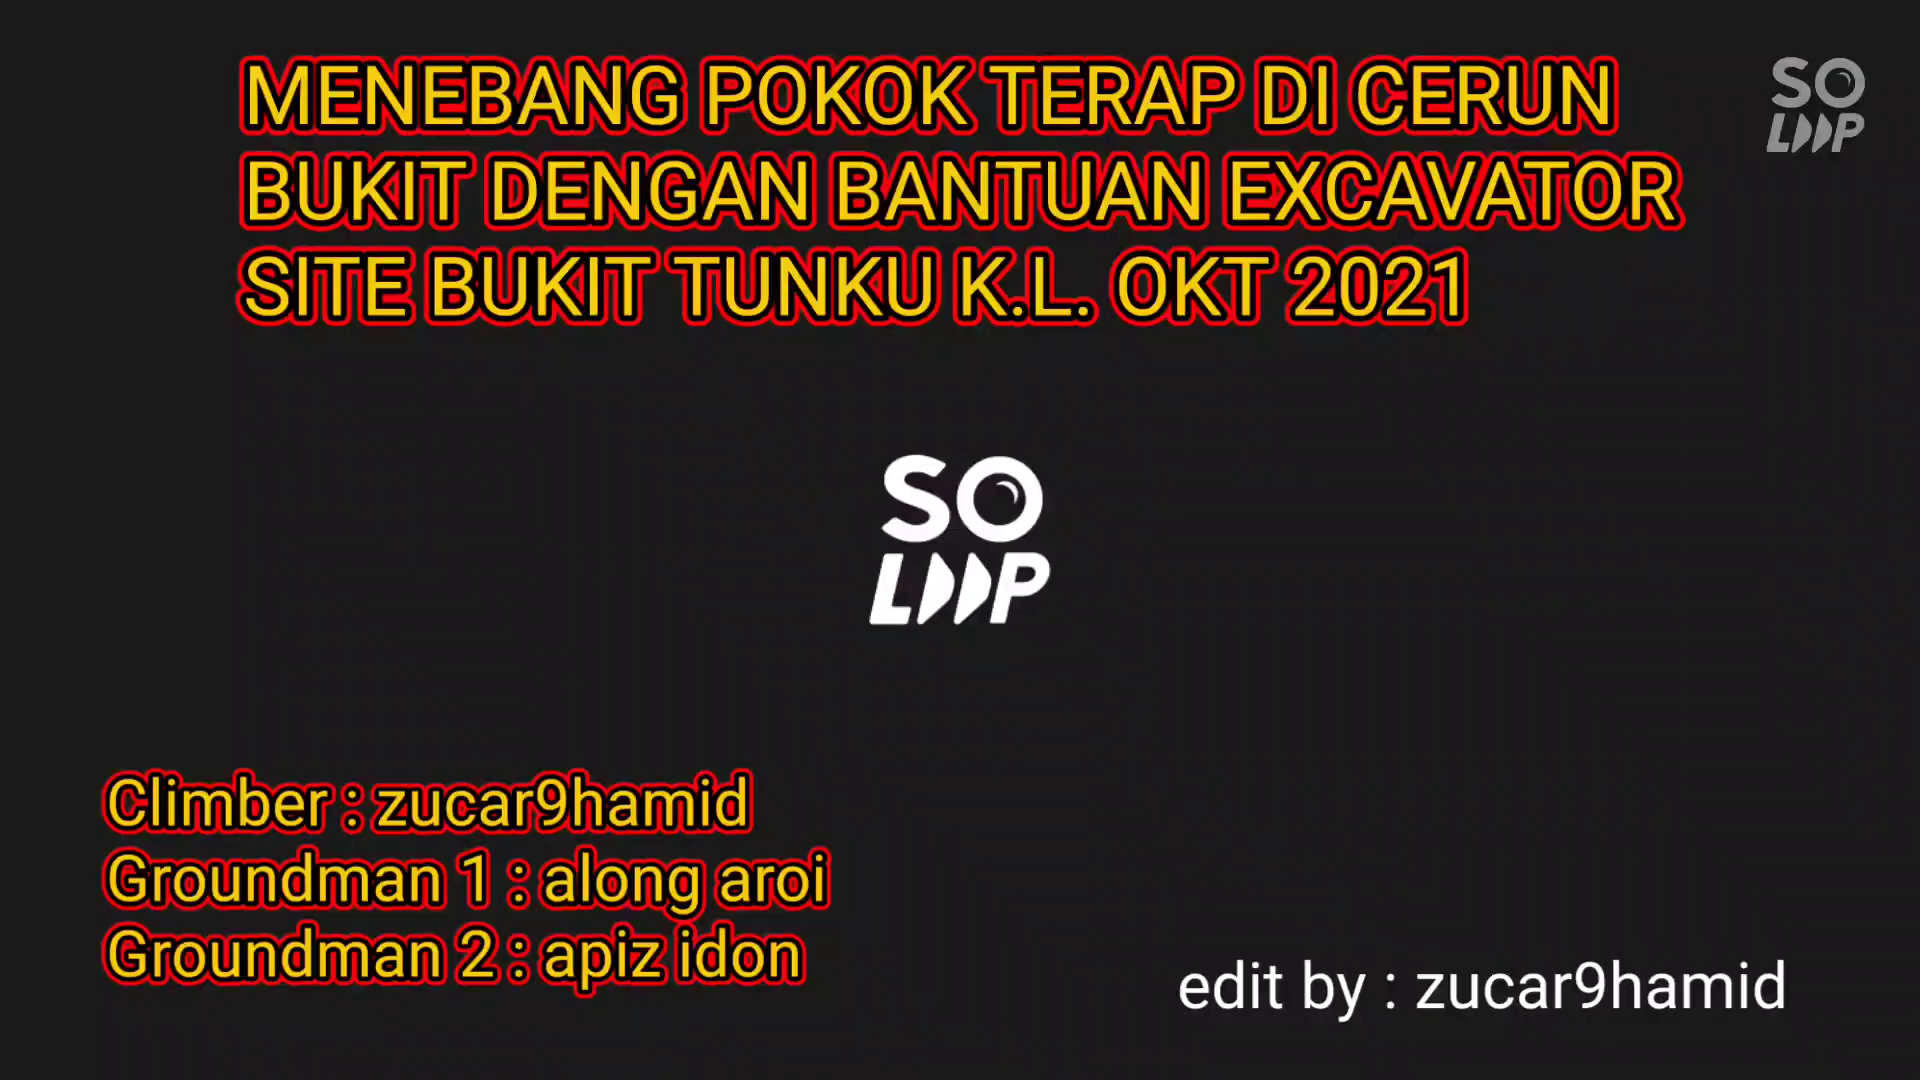 MENEBANG POKOK TERAP DI CERUN
BUKIT DENGAN BANTUAN EXCAVATOR
SITE BUKIT TUNKU K.L. OKT 2021
SO
LOOP
SO
LOOP
Climber : zucar9hamid
Groundman 1 : along aroi
Groundman 2 : apiz idon
edit by : zucar9hamid